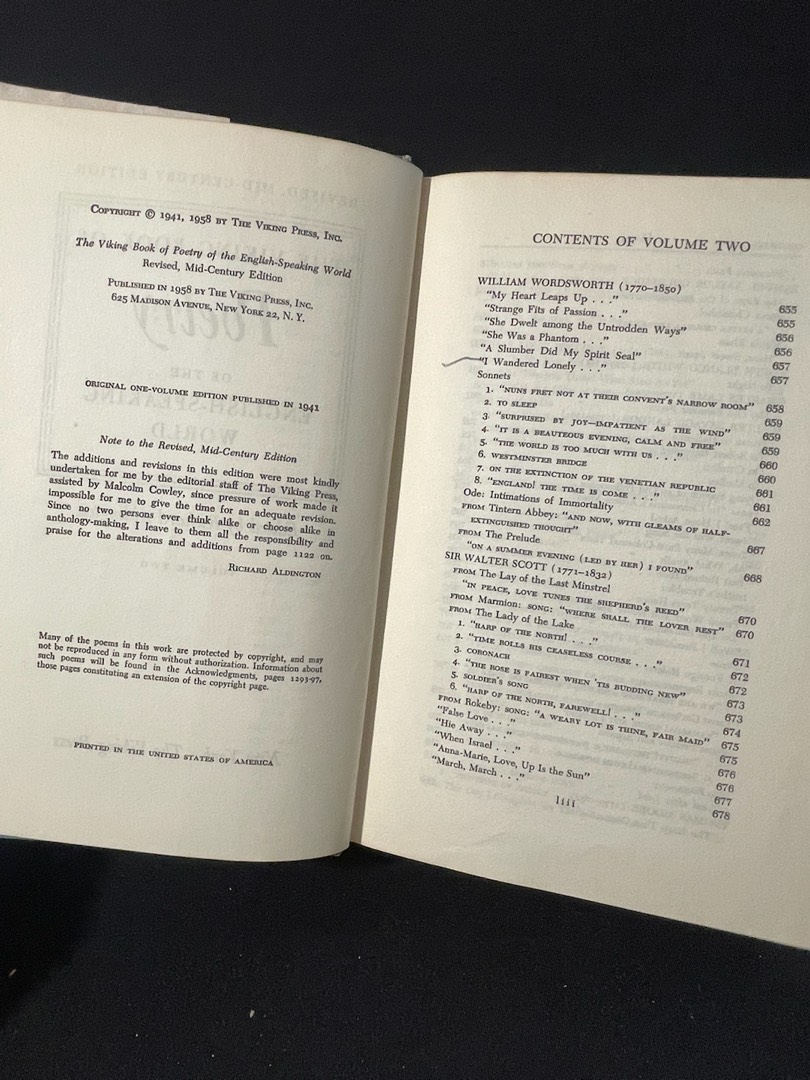 Copyright © 1941, 1958 by The Viking Press, Inc.
The Viking Book of Poetry of the English-Speaking World
Revised, Mid-Century Edition
Published in 1958 by The Viking Press, Inc.
625 Madison Avenue, New York 22, N. Y.
ORIGINAL ONE-VOLUME EDITION PUBLISHED IN 1941
Note to the Revised, Mid-Century Edition
The additions and revisions in this edition were most kindly
undertaken for me by the editorial staff of The Viking Press,
assisted by Malcolm Cowley, since pressure of work made it
impossible for me to give the time for an adequate revision.
Since no two persons ever think alike or choose alike in
anthology-making, I leave to them all the responsibility and
praise for the alterations and additions from page 1122 on.
Richard Aldington
Many of the poems in this work are protected by copyright, and may
not be reproduced in any form without authorization. Information about
such poems will be found in the Acknowledgments, pages 1293-97,
those pages constituting an extension of the copyright page.
PRINTED IN THE UNITED STATES OF AMERICA
CONTENTS OF VOLUME TWO
WILLIAM WORDSWORTH (1770–1850)
"My Heart Leaps Up . . ." 655
"Strange Fits of Passion . . ." 655
"She Dwelt among the Untrodden Ways" 656
"She Was a Phantom . . ." 656
"A Slumber Did My Spirit Seal" 657
"I Wandered Lonely . . ." 657
Sonnets
1. "NUNS FRET NOT AT THEIR CONVENT'S NARROW ROOM" 658
2. TO SLEEP 659
3. "SURPRISED BY JOY—IMPATIENT AS THE WIND" 659
4. "IT IS A BEAUTEOUS EVENING, CALM AND FREE" 659
5. "THE WORLD IS TOO MUCH WITH US . . ." 660
6. WESTMINSTER BRIDGE 660
7. ON THE EXTINCTION OF THE VENETIAN REPUBLIC 661
8. "ENGLAND! THE TIME IS COME . . ." 661
Ode: Intimations of Immortality 662
FROM Tintern Abbey: "AND NOW, WITH GLEAMS OF HALF-
EXTINGUISHED THOUGHT" 667
FROM The Prelude
"ON A SUMMER EVENING (LED BY HER) I FOUND" 668
SIR WALTER SCOTT (1771–1832)
FROM The Lay of the Last Minstrel
"IN PEACE, LOVE TUNES THE SHEPHERD'S REED" 670
FROM Marmion: SONG: "WHERE SHALL THE LOVER REST" 670
FROM The Lady of the Lake
1. "HARP OF THE NORTH! . . ." 671
2. "TIME ROLLS HIS CEASELESS COURSE . . ." 672
3. CORONACH 672
4. "THE ROSE IS FAIREST WHEN 'TIS BUDDING NEW" 673
5. SOLDIER'S SONG 673
6. "HARP OF THE NORTH, FAREWELL! . . ." 674
FROM Rokeby: SONG: "A WEARY LOT IS THINE, FAIR MAID" 675
"False Love . . ." 675
"Hie Away . . ." 676
"When Israel . . ." 676
"Anna-Marie, Love, Up Is the Sun" 677
"March, March . . ." 678
liii